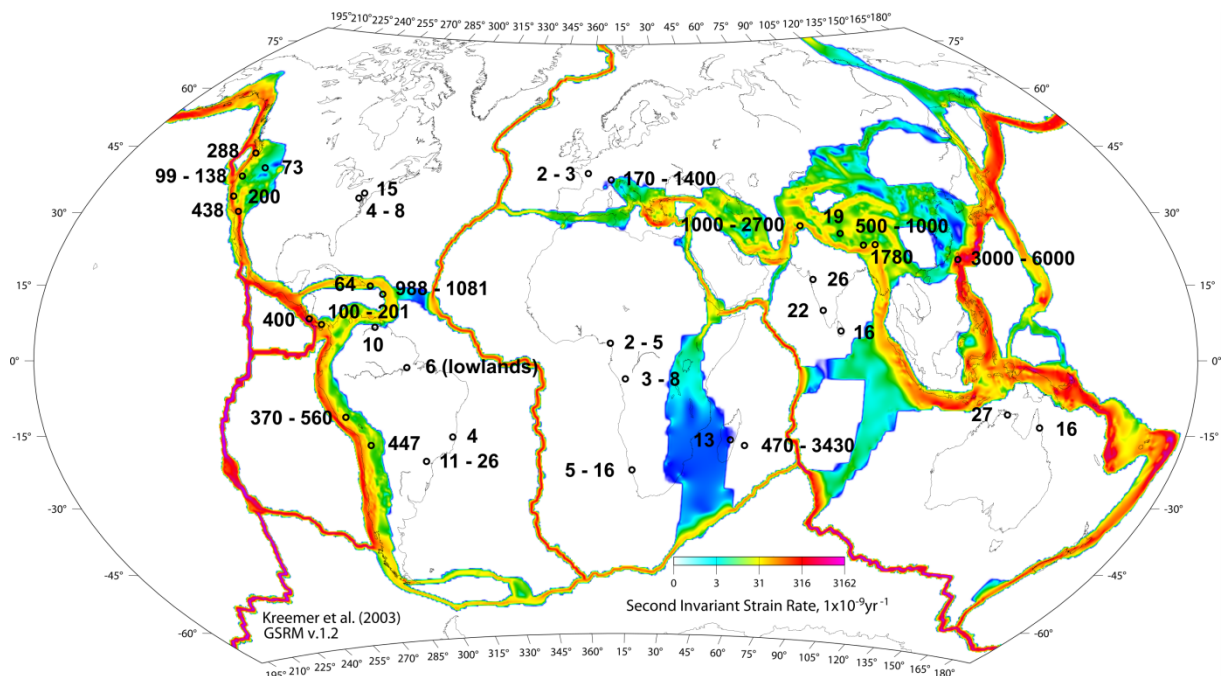 195° 210° 225° 240° 255° 270° 285° 300° 315° 330° 345° 360° 15° 30° 45° 60° 75° 90° 105° 120° 135° 150° 165° 180°
75° 75°
60° 60°
45° 45°
288
99 - 138 73
2 - 3 170 - 1400
15
200
4 - 8
438
30° 30°
19 500 - 1000
1000 - 2700
1780 3000 - 6000
26
64 988 - 1081
15° 15°
400 100 - 201
22
16
10
2 - 5
0° 0°
6 (lowlands)
3 - 8
370 - 560
27
16
-15° -15°
4
447
13 470 - 3430
11 - 26
5 - 16
-30° -30°
-45° -45°
0 3 31 316 3162
Second Invariant Strain Rate, 1x10⁻⁹yr⁻¹
Kreemer et al. (2003)
GSRM v.1.2
-60° -60°
195° 210° 225° 240° 255° 270° 285° 300° 315° 330° 345° 360° 15° 30° 45° 60° 75° 90° 105° 120° 135° 150° 165° 180°